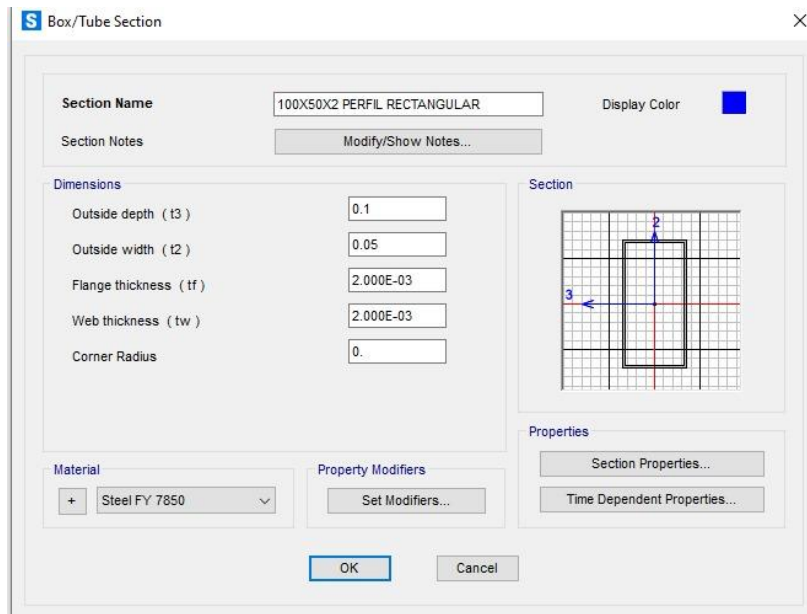 S Box/Tube Section X
Section Name 100X50X2 PERFIL RECTANGULAR Display Color
Section Notes Modify/Show Notes...
Dimensions
Outside depth ( t3 ) 0.1
Outside width ( t2 ) 0.05
Flange thickness ( tf ) 2.000E-03
Web thickness ( tw ) 2.000E-03
Corner Radius 0.
Section
2
3
Properties
Section Properties...
Time Dependent Properties...
Material
+ Steel FY 7850
Property Modifiers
Set Modifiers...
OK Cancel